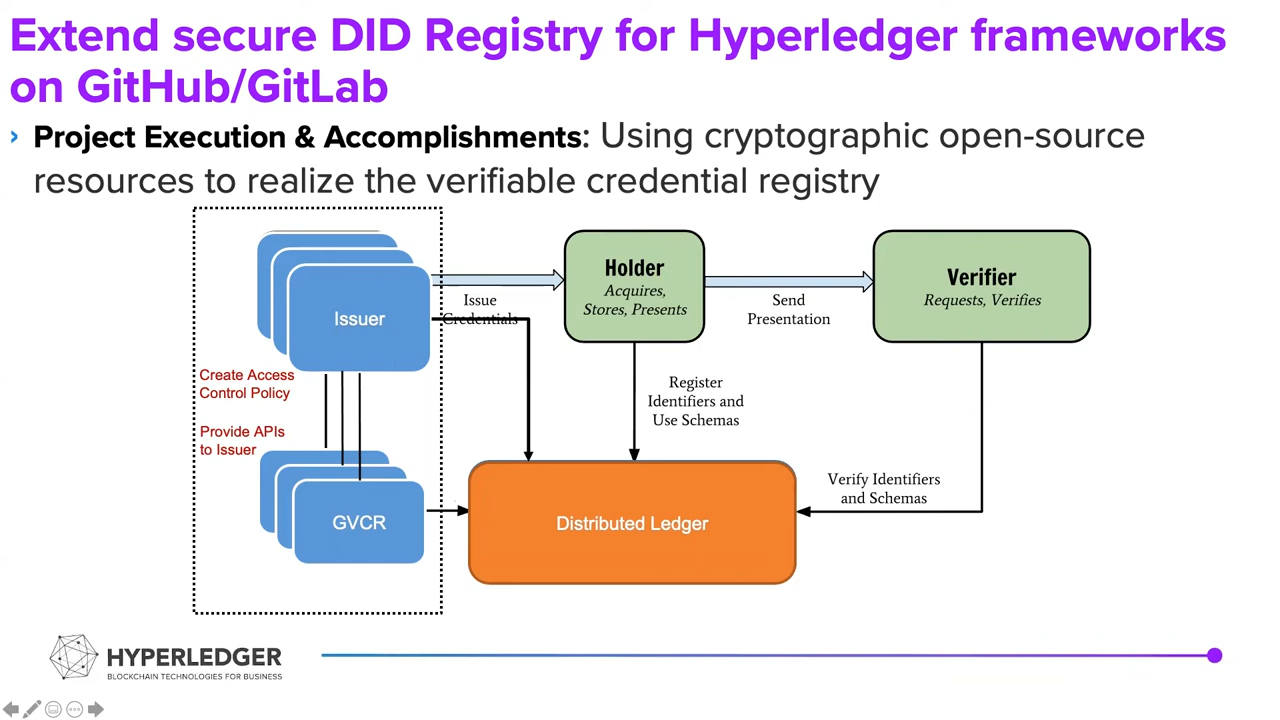 Extend secure DID Registry for Hyperledger frameworks
on GitHub/GitLab
› Project Execution & Accomplishments: Using cryptographic open-source
resources to realize the verifiable credential registry
Issuer
Issue
Credentials
Holder
Acquires,
Stores, Presents
Send
Presentation
Verifier
Requests, Verifies
Create Access
Control Policy
Provide APIs
to Issuer
Register
Identifiers and
Use Schemas
Verify Identifiers
and Schemas
GVCR
Distributed Ledger
HYPERLEDGER
BLOCKCHAIN TECHNOLOGIES FOR BUSINESS